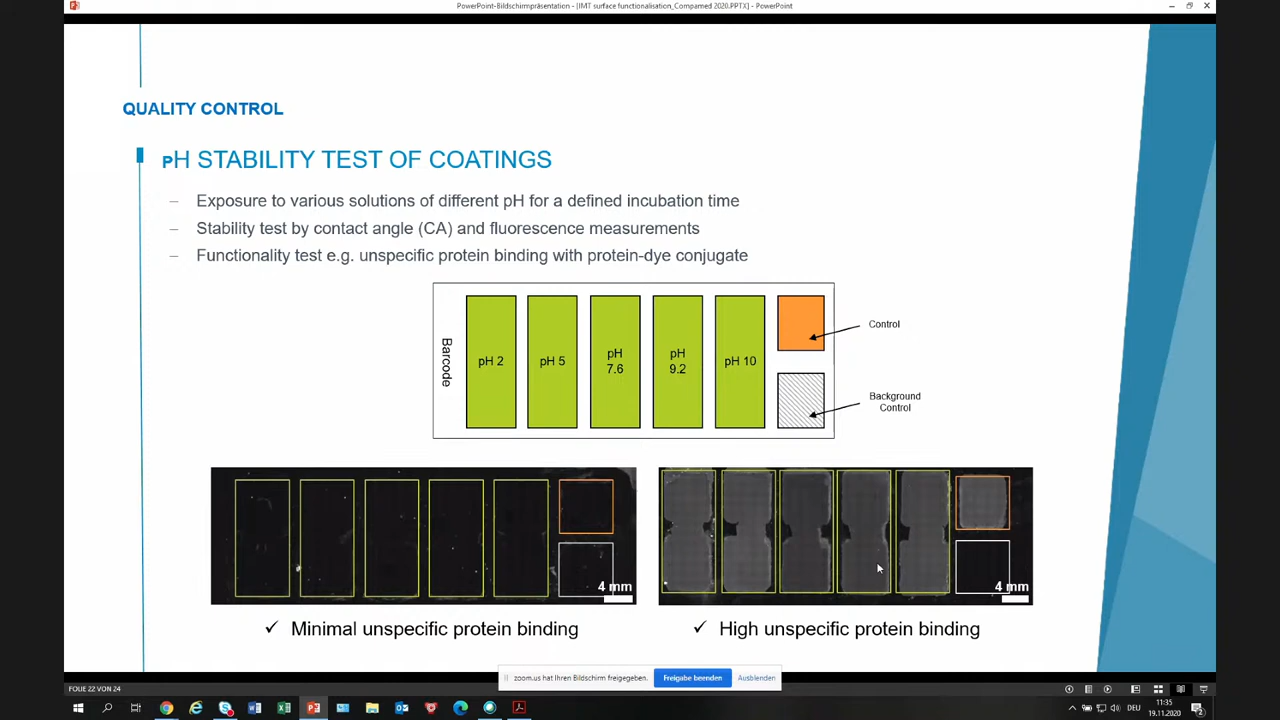 PowerPoint-Bildschirmpräsentation - [IMT surface functionalisation_Compamed 2020.PPTX] - PowerPoint
QUALITY CONTROL
PH STABILITY TEST OF COATINGS
– Exposure to various solutions of different pH for a defined incubation time
– Stability test by contact angle (CA) and fluorescence measurements
– Functionality test e.g. unspecific protein binding with protein-dye conjugate
Barcode
pH 2
pH 5
pH
7.6
pH
9.2
pH 10
Control
Background
Control
4 mm
4 mm
✓ Minimal unspecific protein binding
✓ High unspecific protein binding
zoom.us hat Ihren Bildschirm freigegeben.
Freigabe beenden
Ausblenden
FOLIE 22 VON 24
DEU
11:35
19.11.2020